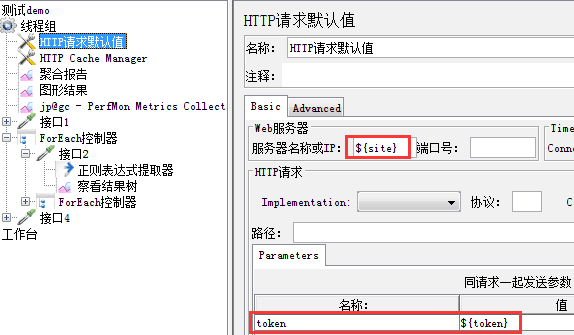 测试demo
线程组
HTTP请求默认值
HTTP Cache Manager
聚合报告
图形结果
jp@gc - PerfMon Metrics Collect
接口1
ForEach控制器
接口2
正则表达式提取器
察看结果树
ForEach控制器
接口4
工作台
HTTP请求默认值
名称: HTTP请求默认值
注释:
Basic Advanced
Web服务器 Time
服务器名称或IP: ${site} 端口号: Conne
HTTP请求
Implementation: 协议: C
路径:
Parameters
同请求一起发送参数
名称: 值
token ${token}